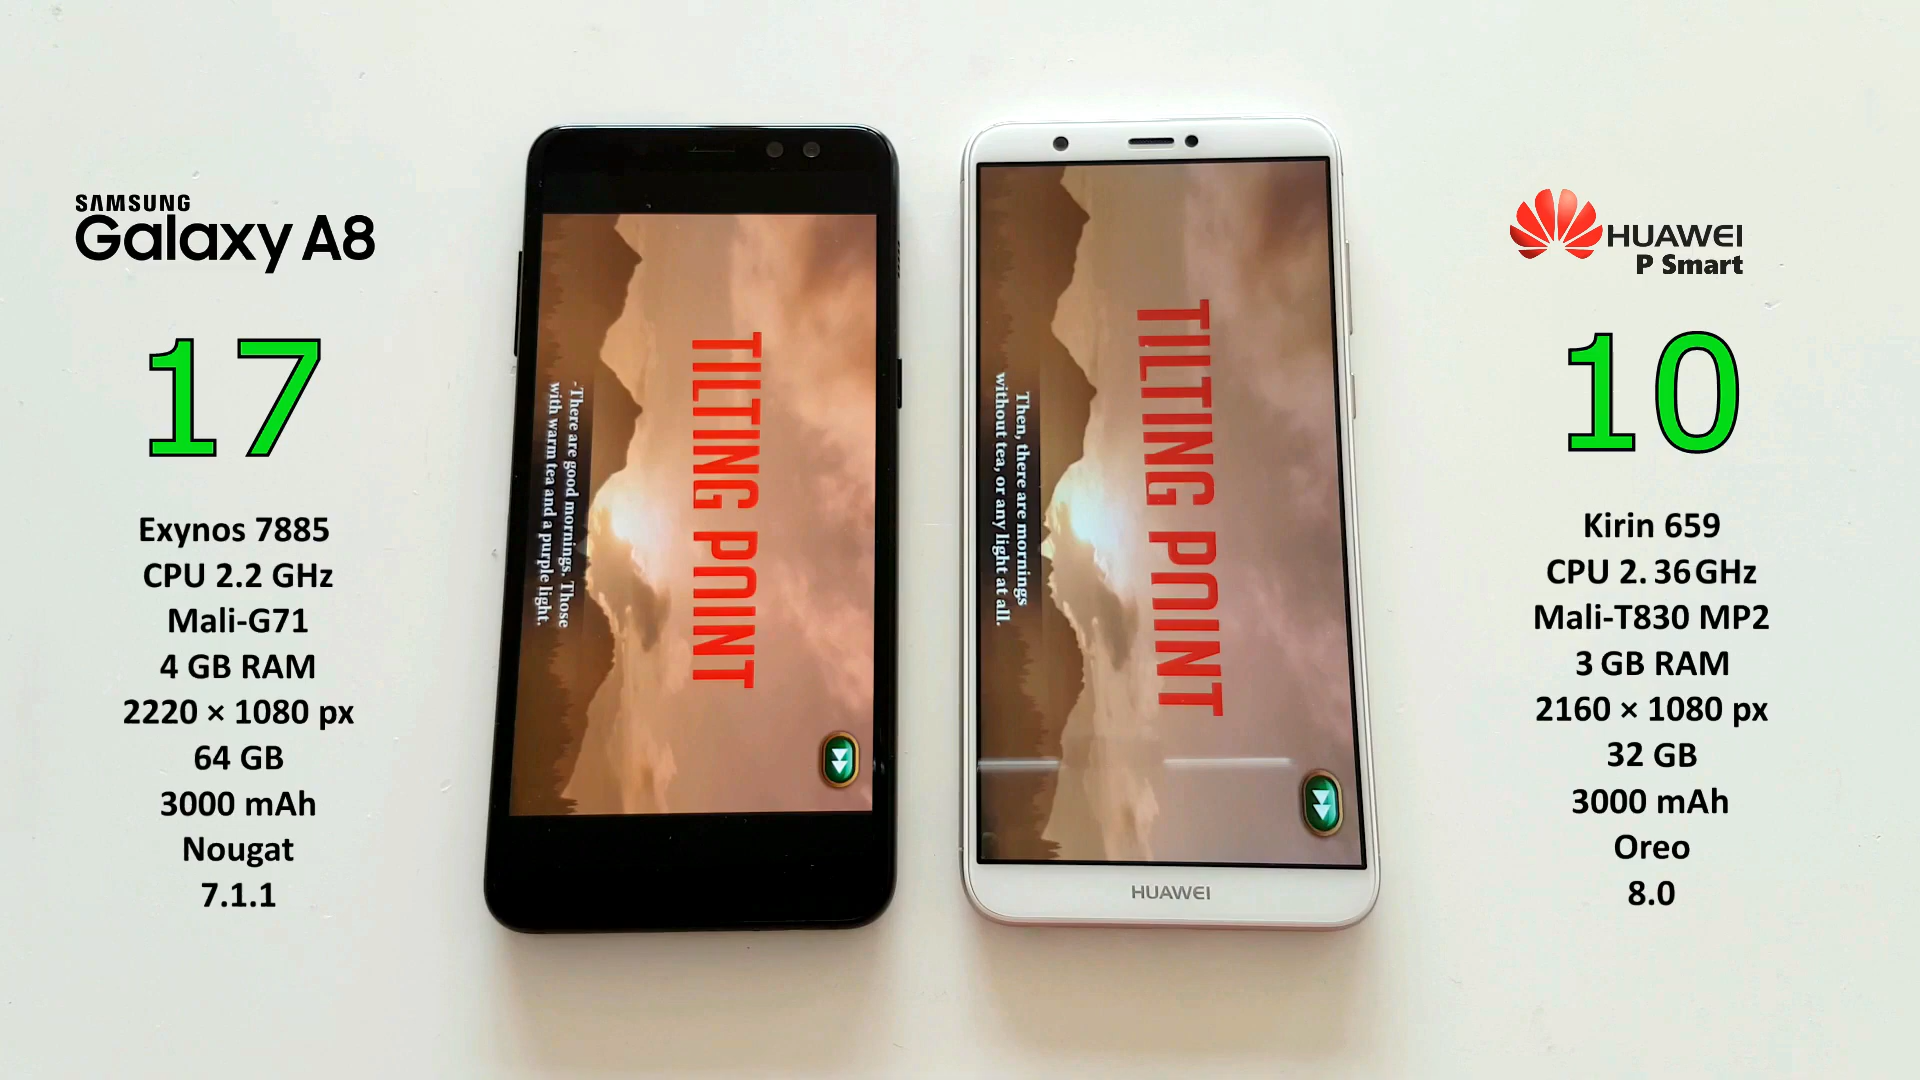 SAMSUNG
Galaxy A8
17
Exynos 7885
CPU 2.2 GHz
Mali-G71
4 GB RAM
2220 × 1080 px
64 GB
3000 mAh
Nougat
7.1.1
TILTING POINT
-There are good mornings. Those
with warm tea and a purple light.
TILTING POINT
Then, there are mornings
without tea, or any light at all.
HUAWEI
HUAWEI
P Smart
10
Kirin 659
CPU 2.36GHz
Mali-T830 MP2
3 GB RAM
2160 × 1080 px
32 GB
3000 mAh
Oreo
8.0